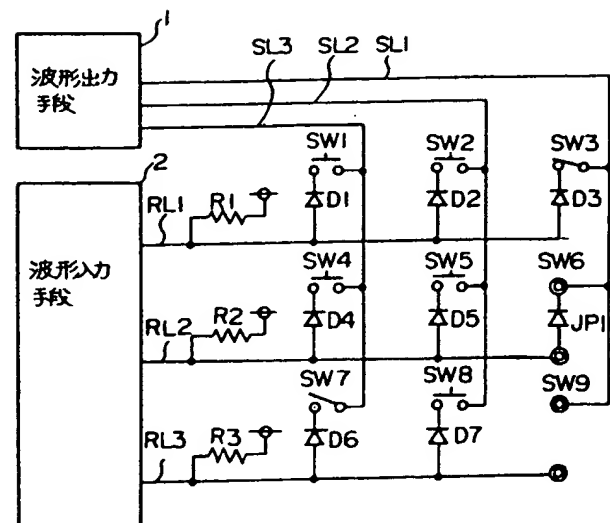 1
SL3 SL2 SL1
波形出力
手段
SW1 SW2 SW3
2
RL1 R1 D1 D2 D3
波形入力
手段
SW4 SW5 SW6
RL2 R2 D4 D5 JP1
SW7 SW8 SW9
RL3 R3 D6 D7